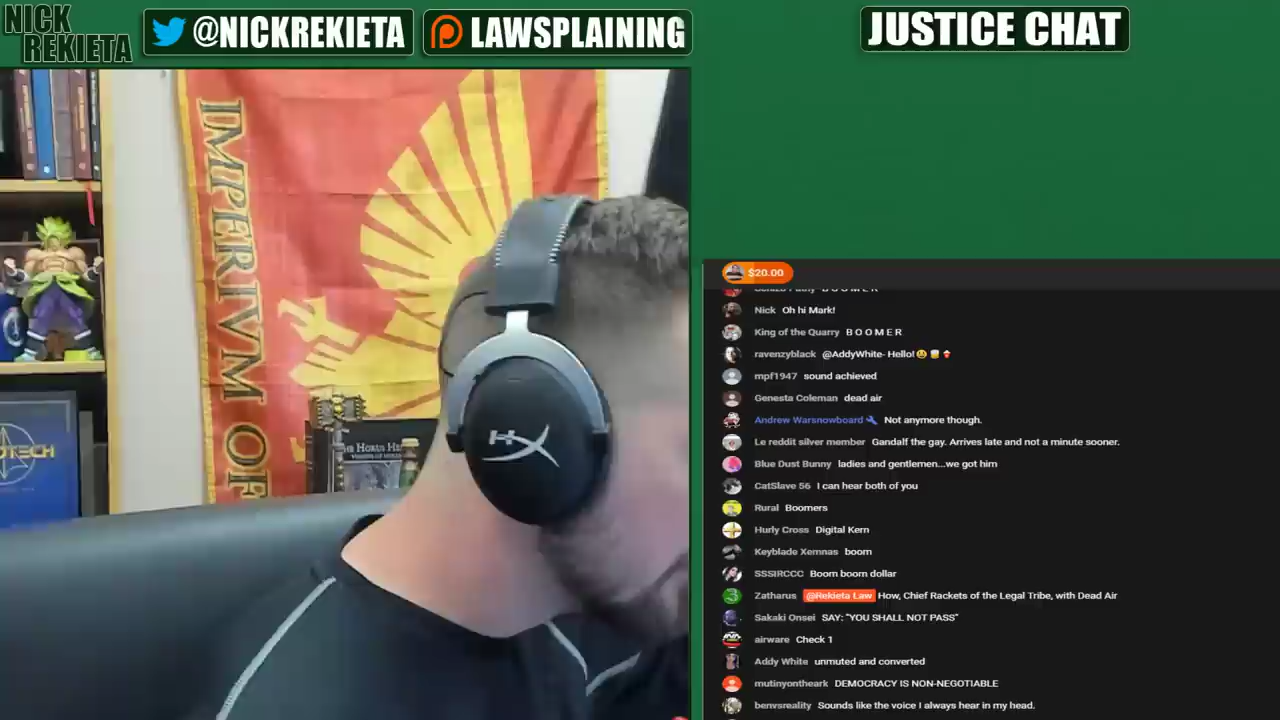 NICK
REKIETA
@NICKREKIETA
LAWSPLAINING
JUSTICE CHAT
IMPERIVM OF
$20.00
Nick Oh hi Mark!
King of the Quarry B O O M E R
ravenzyblack @AddyWhite- Hello!
mpf1947 sound achieved
Genesta Coleman dead air
Andrew Warsnowboard Not anymore though.
Le reddit silver member Gandalf the gay. Arrives late and not a minute sooner.
Blue Dust Bunny ladies and gentlemen...we got him
CatSlave 56 I can hear both of you
Rural Boomers
Hurly Cross Digital Kern
Keyblade Xemnas boom
SSSIRCCC Boom boom dollar
Zatharus @Rekieta Law How, Chief Rackets of the Legal Tribe, with Dead Air
Sakaki Onsei SAY: "YOU SHALL NOT PASS"
airware Check 1
Addy White unmuted and converted
mutinyontheark DEMOCRACY IS NON-NEGOTIABLE
benvsreality Sounds like the voice I always hear in my head.
HX